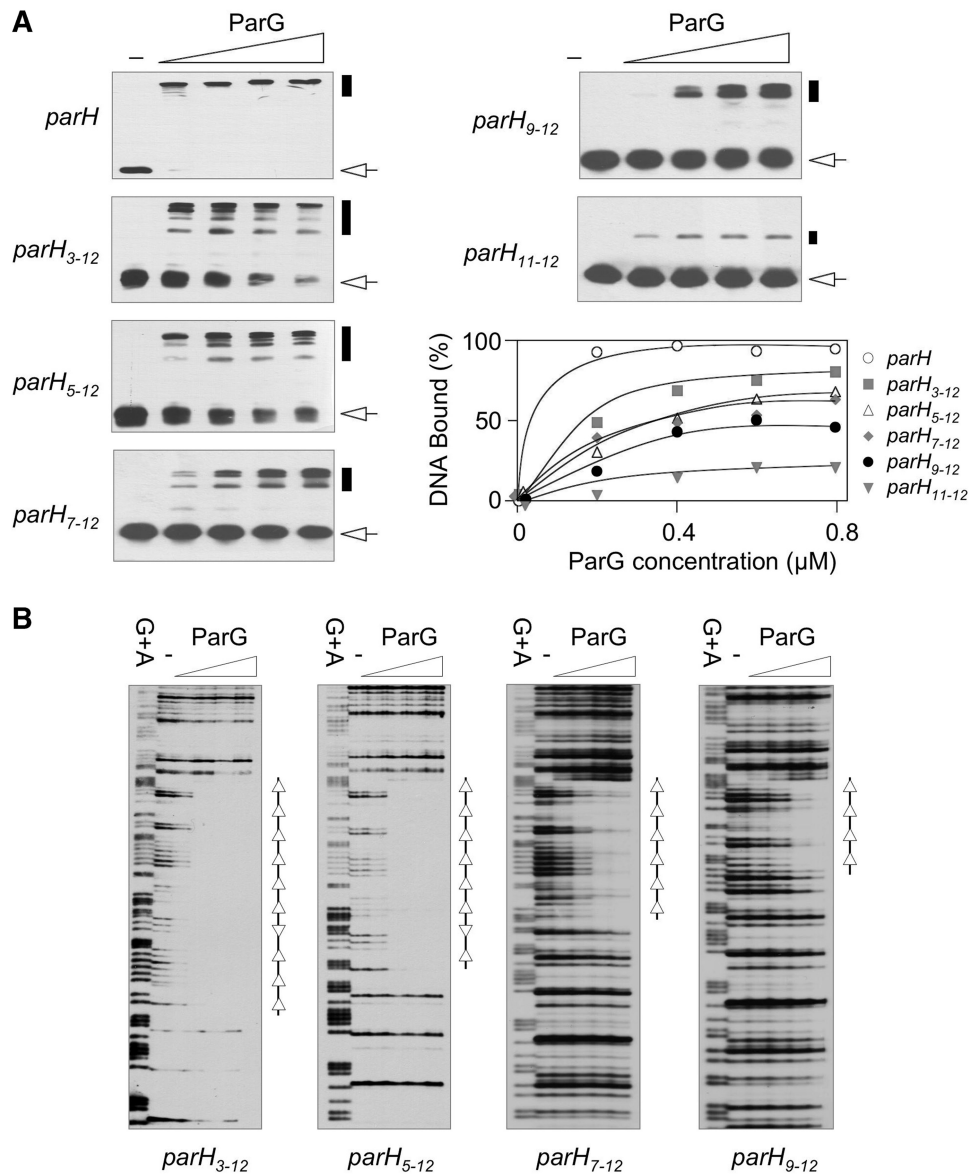 A
ParG
–
parH
parH3-12
parH5-12
parH7-12
ParG
–
parH9-12
parH11-12
DNA Bound (%)
100
50
0
0
0.4
0.8
ParG concentration (µM)
parH
parH3-12
parH5-12
parH7-12
parH9-12
parH11-12
B
G+A
-
ParG
G+A
-
ParG
G+A
-
ParG
G+A
-
ParG
parH3-12
parH5-12
parH7-12
parH9-12